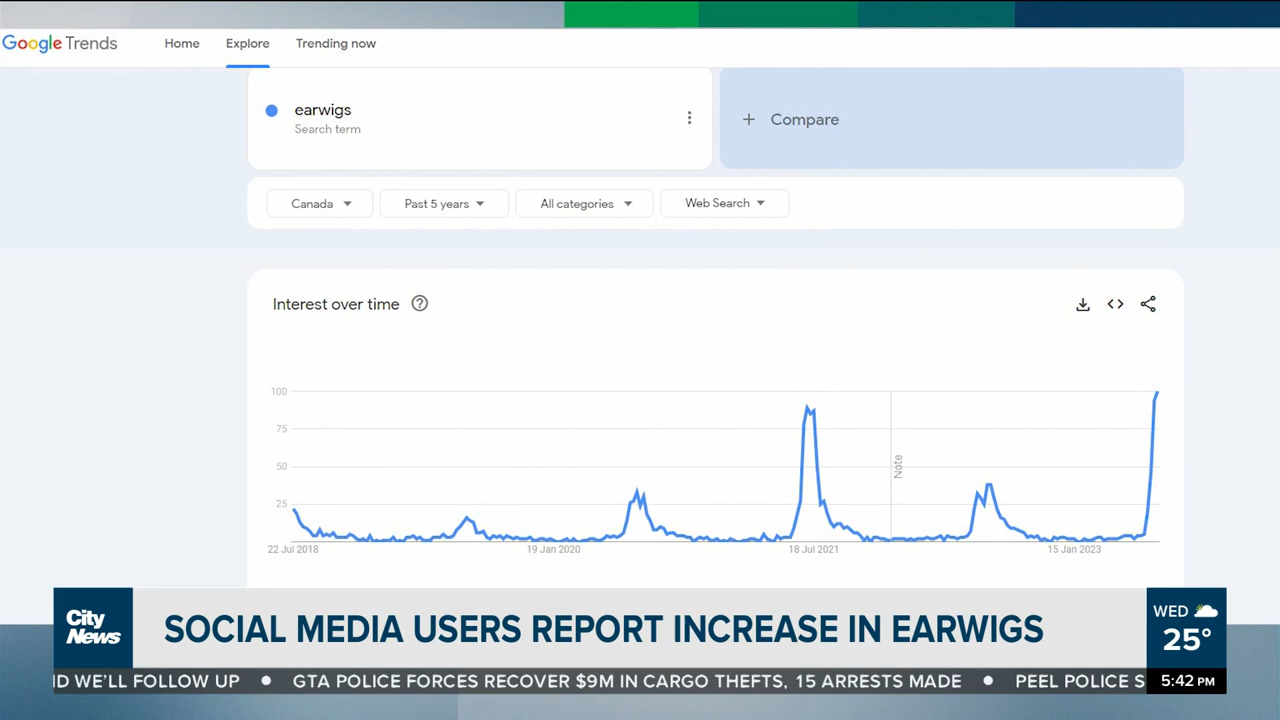 Google Trends
Home
Explore
Trending now
earwigs
Search term
+ Compare
Canada
Past 5 years
All categories
Web Search
Interest over time
100
75
50
25
Note
22 Jul 2018
19 Jan 2020
18 Jul 2021
15 Jan 2023
City
News
SOCIAL MEDIA USERS REPORT INCREASE IN EARWIGS
WED
25°
ND WE'LL FOLLOW UP ● GTA POLICE FORCES RECOVER $9M IN CARGO THEFTS, 15 ARRESTS MADE ● PEEL POLICE S
5:42 PM